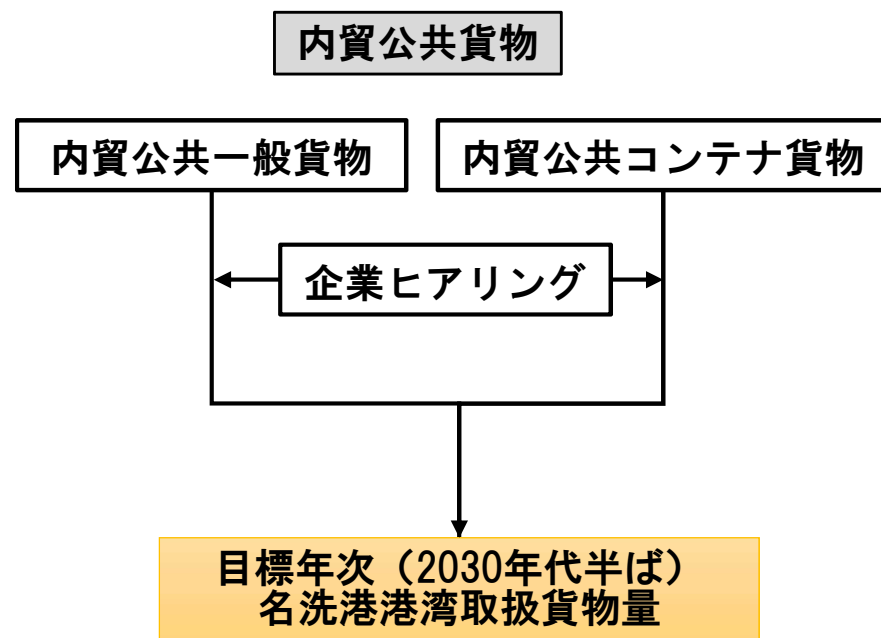 内貿公共貨物
内貿公共一般貨物
内貿公共コンテナ貨物
企業ヒアリング
目標年次（2030年代半ば）
名洗港港湾取扱貨物量